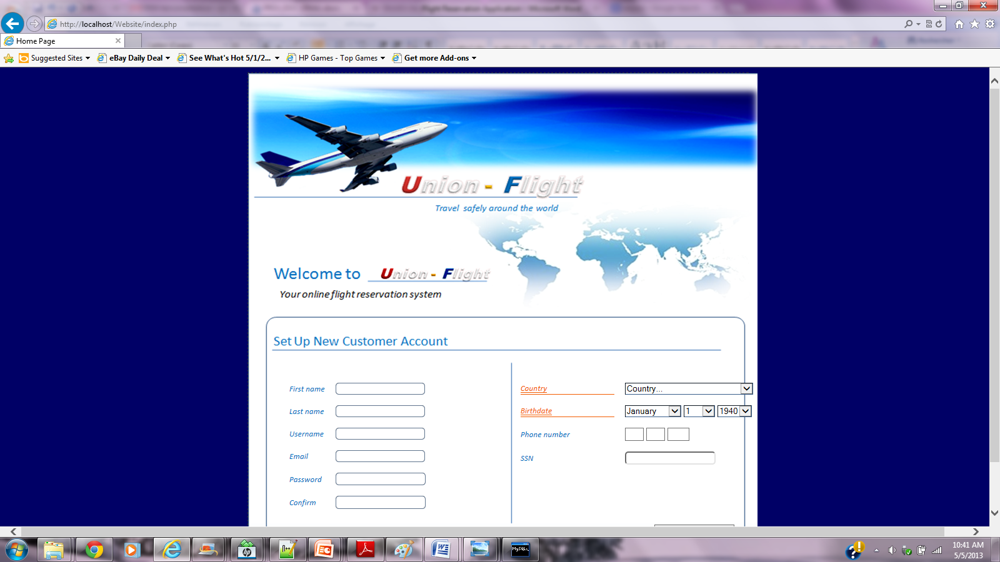 http://localhost/Website/index.php
Home Page
Suggested Sites
eBay Daily Deal
See What's Hot 5/1/2...
HP Games - Top Games
Get more Add-ons
Union - Flight
Travel safely around the world
Welcome to Union - Flight
Your online flight reservation system
Set Up New Customer Account
First name
Country
Country...
Last name
Birthdate
January 1 1940
Username
Phone number
Email
SSN
Password
Confirm
hp
N++
MySQL
10:41 AM
5/5/2013